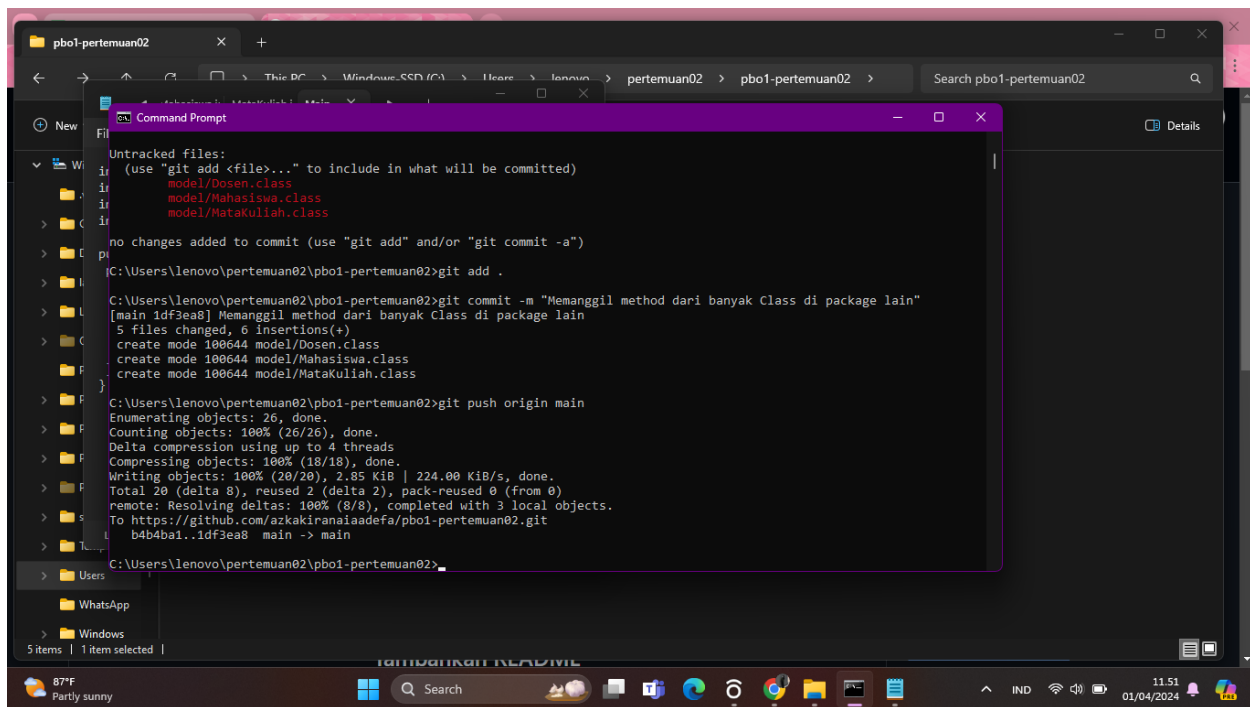 pbo1-pertemuan02
This PC > Windows-SSD (C:) > Users > lenovo > pertemuan02 > pbo1-pertemuan02 >
Search pbo1-pertemuan02
New
Details
Command Prompt
Untracked files:
(use "git add <file>..." to include in what will be committed)
model/Dosen.class
model/Mahasiswa.class
model/MataKuliah.class
no changes added to commit (use "git add" and/or "git commit -a")
C:\Users\lenovo\pertemuan02\pbo1-pertemuan02>git add .
C:\Users\lenovo\pertemuan02\pbo1-pertemuan02>git commit -m "Memanggil method dari banyak Class di package lain"
[main 1df3ea8] Memanggil method dari banyak Class di package lain
5 files changed, 6 insertions(+)
create mode 100644 model/Dosen.class
create mode 100644 model/Mahasiswa.class
create mode 100644 model/MataKuliah.class
C:\Users\lenovo\pertemuan02\pbo1-pertemuan02>git push origin main
Enumerating objects: 26, done.
Counting objects: 100% (26/26), done.
Delta compression using up to 4 threads
Compressing objects: 100% (18/18), done.
Writing objects: 100% (20/20), 2.85 KiB | 224.00 KiB/s, done.
Total 20 (delta 8), reused 2 (delta 2), pack-reused 0 (from 0)
remote: Resolving deltas: 100% (8/8), completed with 3 local objects.
To https://github.com/azkakiranaiaadefa/pbo1-pertemuan02.git
b4b4ba1..1df3ea8  main -> main
C:\Users\lenovo\pertemuan02\pbo1-pertemuan02>
Users
WhatsApp
Windows
5 items | 1 item selected |
Tambahkan README
87°F
Partly sunny
Search
IND
11.51
01/04/2024